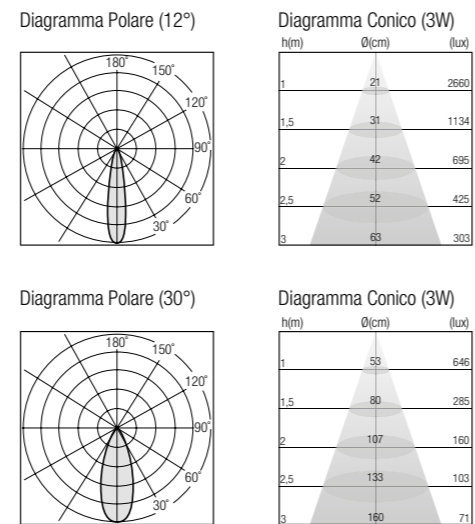 Diagramma Polare (12°)
180°
150°
120°
90°
60°
30°
Diagramma Conico (3W)
h(m) Ø(cm) (lux)
1 21 2660
1,5 31 1134
2 42 695
2,5 52 425
3 63 303
Diagramma Polare (30°)
180°
150°
120°
90°
60°
30°
Diagramma Conico (3W)
h(m) Ø(cm) (lux)
1 53 646
1,5 80 285
2 107 160
2,5 133 103
3 160 71